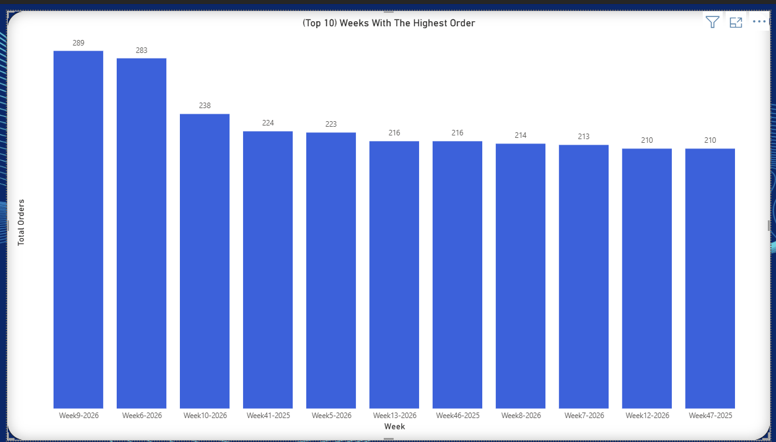 (Top 10) Weeks With The Highest Order
289
283
238
224
223
216
216
214
213
210
210
Total Orders
Week9-2026
Week6-2026
Week10-2026
Week41-2025
Week5-2026
Week13-2026
Week46-2025
Week8-2026
Week7-2026
Week12-2026
Week47-2025
Week